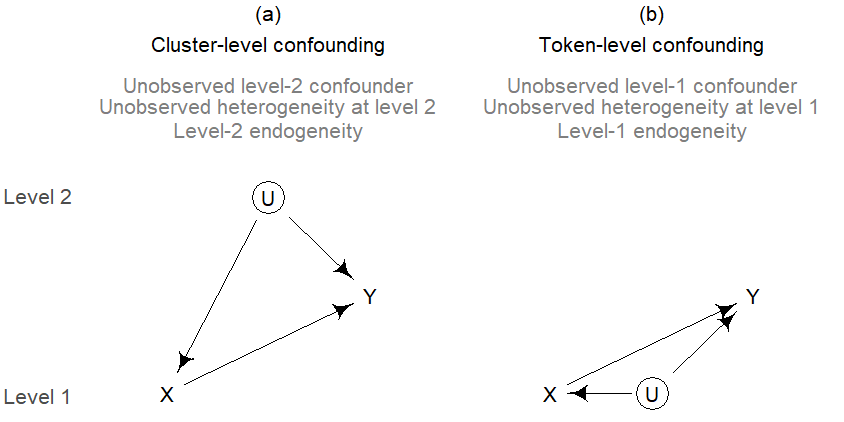 (a)
Cluster-level confounding
Unobserved level-2 confounder
Unobserved heterogeneity at level 2
Level-2 endogeneity
(b)
Token-level confounding
Unobserved level-1 confounder
Unobserved heterogeneity at level 1
Level-1 endogeneity
Level 2
U
Y
Y
Level 1
X
X
U